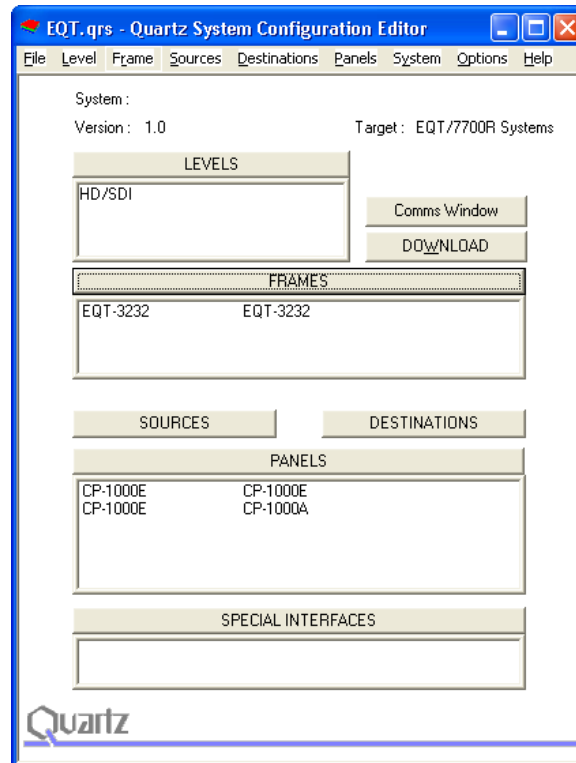 EQT.qrs - Quartz System Configuration Editor
File Level Frame Sources Destinations Panels System Options Help
System :
Version : 1.0 Target : EQT/7700R Systems
LEVELS
HD/SDI
Comms Window
DOWNLOAD
FRAMES
EQT-3232 EQT-3232
SOURCES DESTINATIONS
PANELS
CP-1000E CP-1000E
CP-1000E CP-1000A
SPECIAL INTERFACES
Quartz